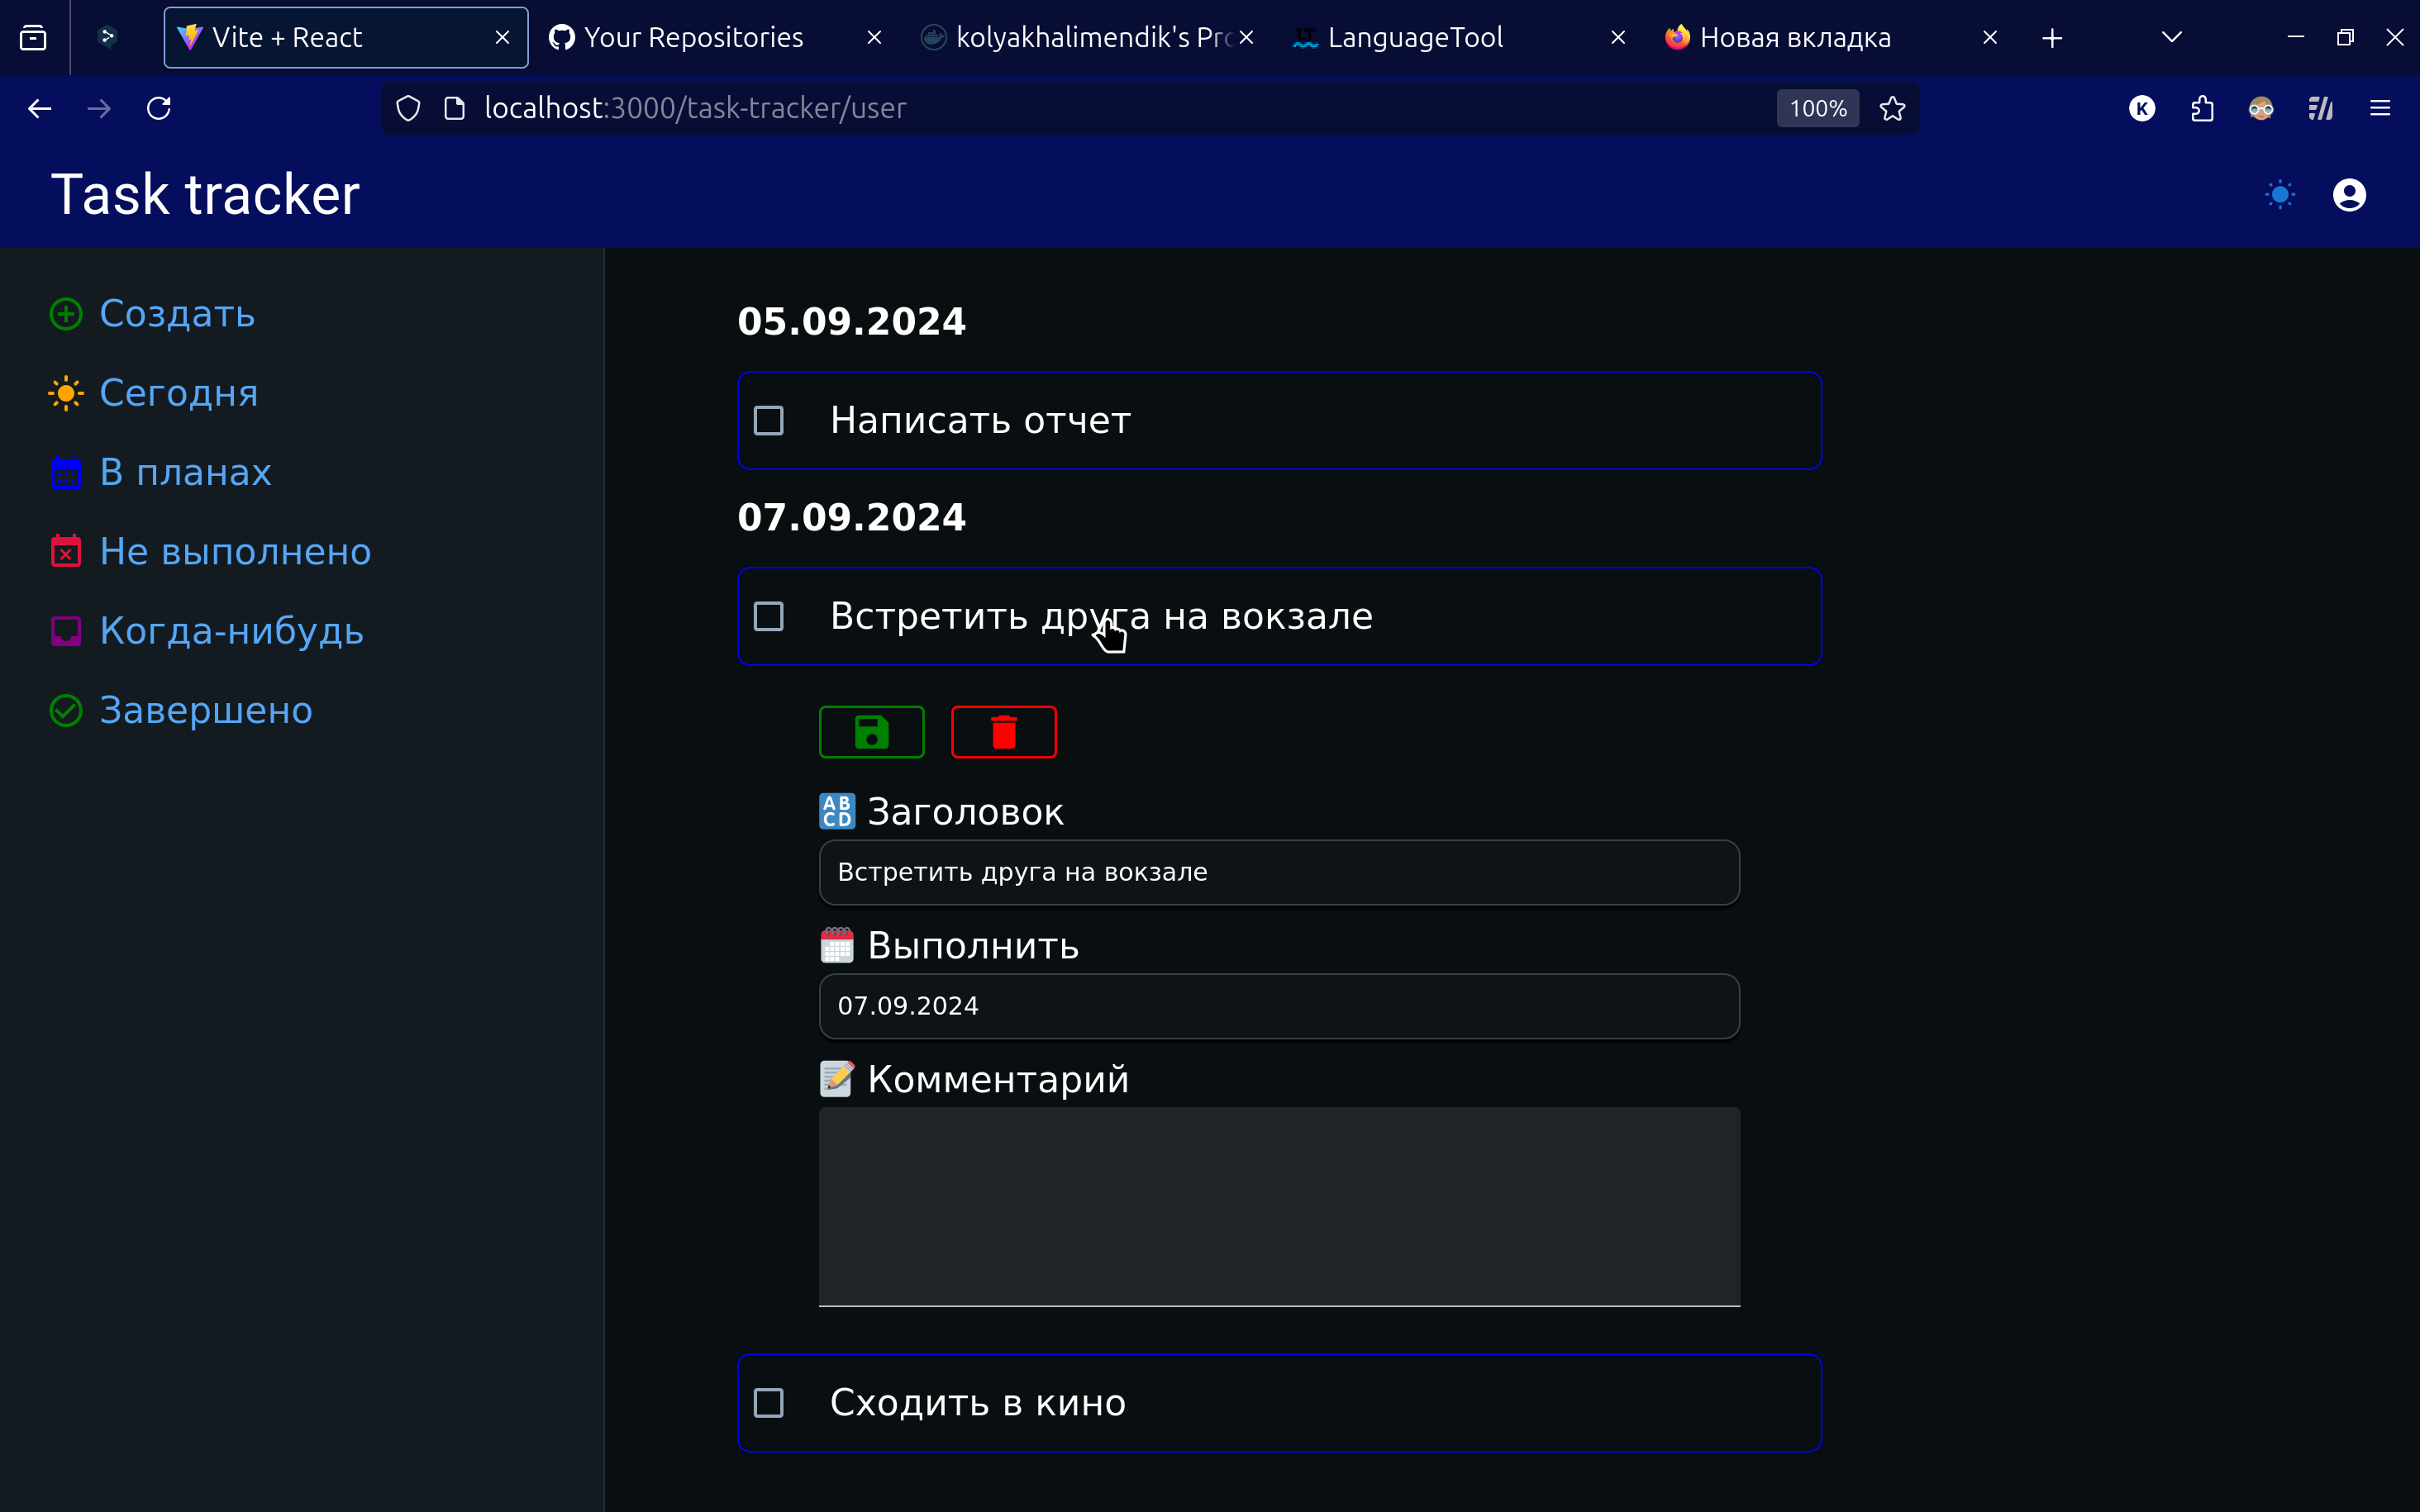 Vite + React
Your Repositories
kolyakhalimendik's Pro
LanguageTool
Новая вкладка
localhost:3000/task-tracker/user
100%
K
Task tracker
Создать
Сегодня
В планах
Не выполнено
Когда-нибудь
Завершено
05.09.2024
Написать отчет
07.09.2024
Встретить друга на вокзале
ABCD Заголовок
Встретить друга на вокзале
Выполнить
07.09.2024
Комментарий
Сходить в кино